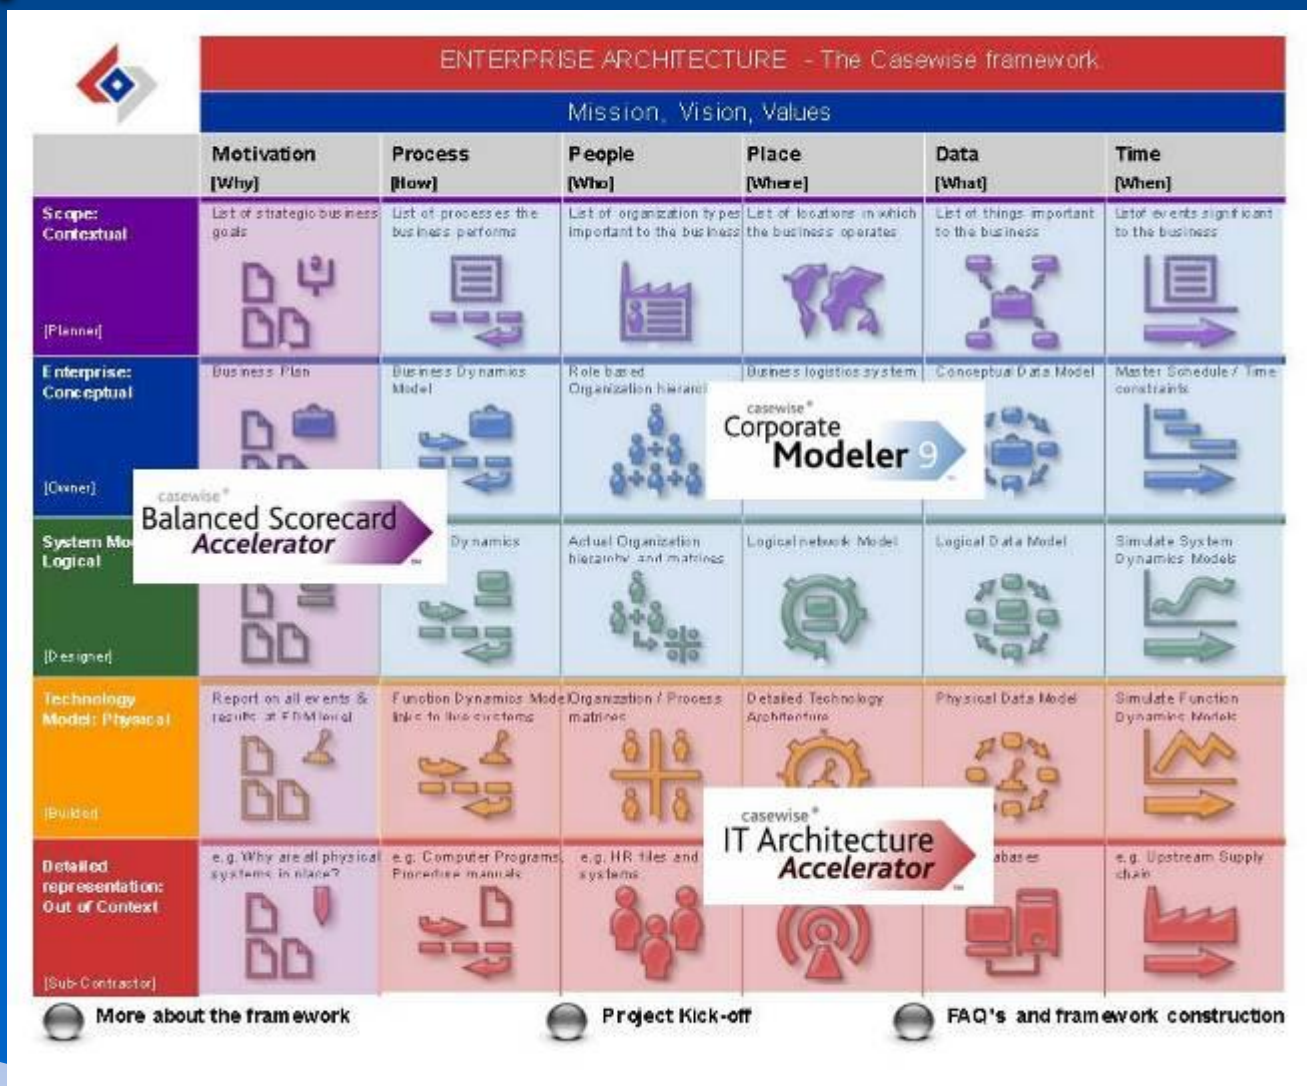 ENTERPRISE ARCHITECTURE - The Casewise framework
Mission, Vision, Values
Motivation
[Why]
Process
[How]
People
[Who]
Place
[Where]
Data
[What]
Time
[When]
Scope:
Contextual
[Planner]
List of strategic business
goals
List of processes the
business performs
List of organization types
important to the business
List of locations in which
the business operates
List of things important
to the business
List of events significant
to the business
Enterprise:
Conceptual
[Owner]
Business Plan
Business Dynamics
Model
Role based
Organization
Business logistics system
Conceptual Data Model
Master Schedule / Time
constraints
casewise®
Corporate
Modeler 9
casewise®
Balanced Scorecard
Accelerator
TM
System
Logical
[Designer]
Dynamics
Actual Organization
hierarchy and matrices
Logical network Model
Logical Data Model
Simulate System
Dynamics Models
Technology
Model: Physical
[Builder]
Report on all events &
results at EDM level
Function Dynamics Model
links to live systems
Organization / Process
matrices
Detailed Technology
Architecture
Physical Data Model
Simulate Function
Dynamics Models
casewise®
IT Architecture
Accelerator
TM
Detailed
representation:
Out of Context
[Sub-Contractor]
e.g. Why are all physical
systems in place?
e.g. Computer Programs,
Procedure manuals
e.g. HR files and
systems
abases
e.g. Upstream Supply
chain
More about the framework
Project Kick-off
FAQ's and framework construction